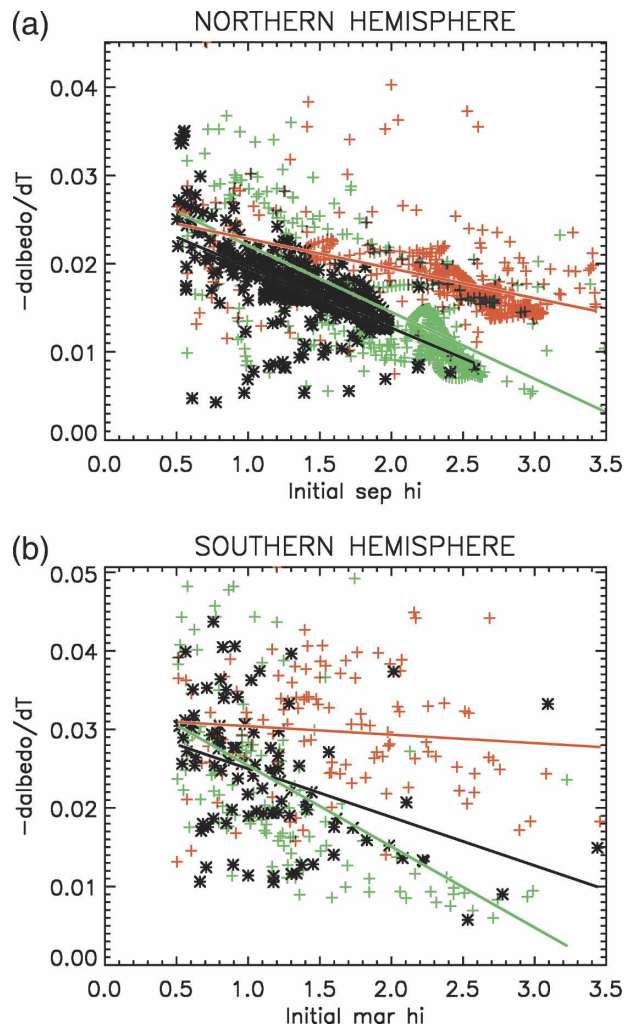 (a) NORTHERN HEMISPHERE
0.04
0.03
0.02
0.01
0.00
−dalbedo/dT
0.0 0.5 1.0 1.5 2.0 2.5 3.0 3.5
Initial sep hi
(b) SOUTHERN HEMISPHERE
0.05
0.04
0.03
0.02
0.01
0.00
−dalbedo/dT
0.0 0.5 1.0 1.5 2.0 2.5 3.0 3.5
Initial mar hi